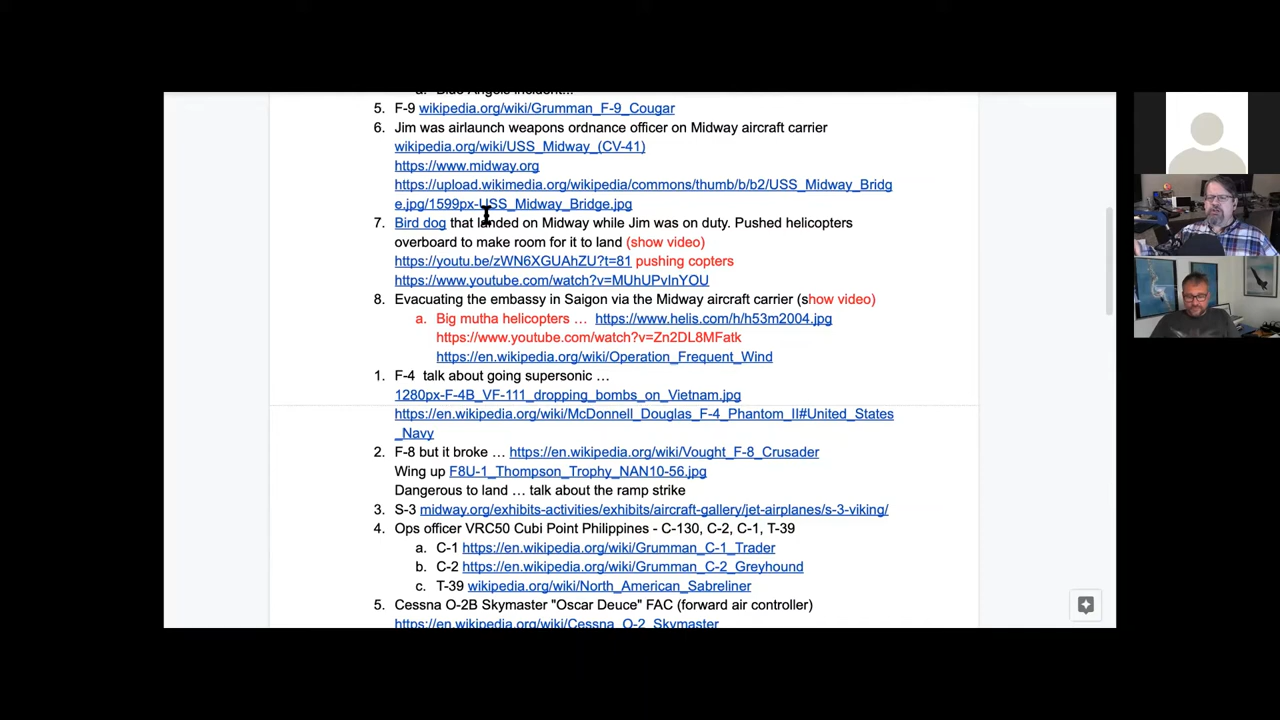 a. Blue Angels incident...
5. F-9 wikipedia.org/wiki/Grumman_F-9_Cougar
6. Jim was airlaunch weapons ordnance officer on Midway aircraft carrier
wikipedia.org/wiki/USS_Midway_(CV-41)
https://www.midway.org
https://upload.wikimedia.org/wikipedia/commons/thumb/b/b2/USS_Midway_Bridg
e.jpg/1599px-USS_Midway_Bridge.jpg
7. Bird dog that landed on Midway while Jim was on duty. Pushed helicopters
overboard to make room for it to land (show video)
https://youtu.be/zWN6XGUAhZU?t=81 pushing copters
https://www.youtube.com/watch?v=MUhUPvInYOU
8. Evacuating the embassy in Saigon via the Midway aircraft carrier (show video)
a. Big mutha helicopters … https://www.helis.com/h/h53m2004.jpg
https://www.youtube.com/watch?v=Zn2DL8MFatk
https://en.wikipedia.org/wiki/Operation_Frequent_Wind
1. F-4 talk about going supersonic …
1280px-F-4B_VF-111_dropping_bombs_on_Vietnam.jpg
https://en.wikipedia.org/wiki/McDonnell_Douglas_F-4_Phantom_II#United_States
_Navy
2. F-8 but it broke … https://en.wikipedia.org/wiki/Vought_F-8_Crusader
Wing up F8U-1_Thompson_Trophy_NAN10-56.jpg
Dangerous to land … talk about the ramp strike
3. S-3 midway.org/exhibits-activities/exhibits/aircraft-gallery/jet-airplanes/s-3-viking/
4. Ops officer VRC50 Cubi Point Philippines - C-130, C-2, C-1, T-39
a. C-1 https://en.wikipedia.org/wiki/Grumman_C-1_Trader
b. C-2 https://en.wikipedia.org/wiki/Grumman_C-2_Greyhound
c. T-39 wikipedia.org/wiki/North_American_Sabreliner
5. Cessna O-2B Skymaster "Oscar Deuce" FAC (forward air controller)
https://en.wikipedia.org/wiki/Cessna_O-2_Skymaster